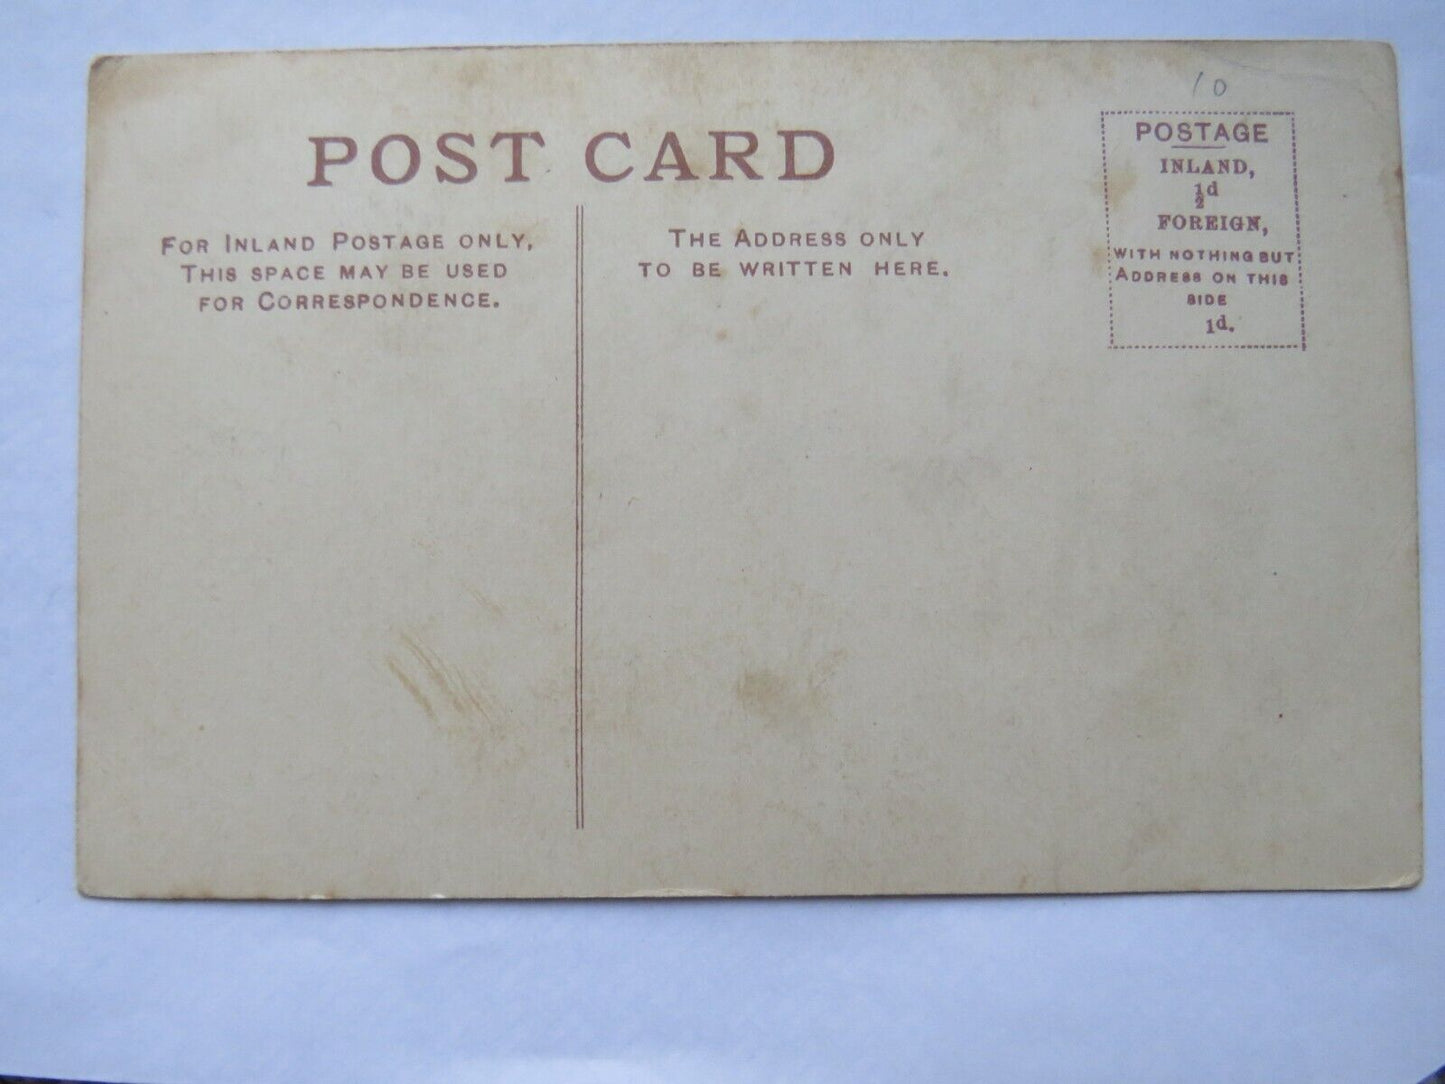 10
POST CARD
FOR INLAND POSTAGE ONLY,
THIS SPACE MAY BE USED
FOR CORRESPONDENCE.
THE ADDRESS ONLY
TO BE WRITTEN HERE.
POSTAGE
INLAND,
½d
FOREIGN,
WITH NOTHING BUT
ADDRESS ON THIS
SIDE
1d.